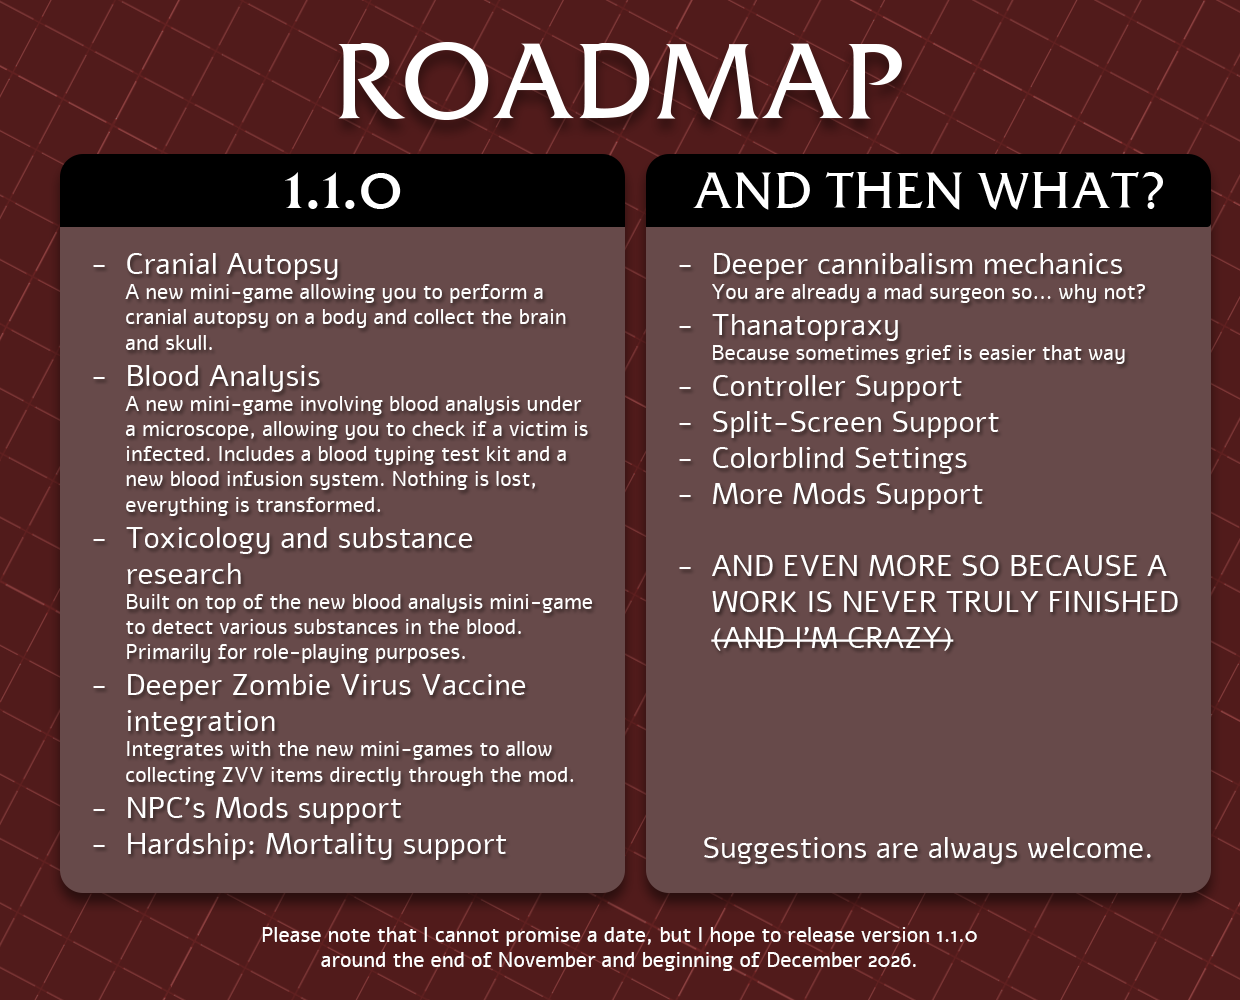 ROADMAP
1.1.0
- Cranial Autopsy
A new mini-game allowing you to perform a
cranial autopsy on a body and collect the brain
and skull.
- Blood Analysis
A new mini-game involving blood analysis under
a microscope, allowing you to check if a victim is
infected. Includes a blood typing test kit and a
new blood infusion system. Nothing is lost,
everything is transformed.
- Toxicology and substance
research
Built on top of the new blood analysis mini-game
to detect various substances in the blood.
Primarily for role-playing purposes.
- Deeper Zombie Virus Vaccine
integration
Integrates with the new mini-games to allow
collecting ZVV items directly through the mod.
- NPC's Mods support
- Hardship: Mortality support
AND THEN WHAT?
- Deeper cannibalism mechanics
You are already a mad surgeon so... why not?
- Thanatopraxy
Because sometimes grief is easier that way
- Controller Support
- Split-Screen Support
- Colorblind Settings
- More Mods Support
- AND EVEN MORE SO BECAUSE A
WORK IS NEVER TRULY FINISHED
(AND I'M CRAZY)
Suggestions are always welcome.
Please note that I cannot promise a date, but I hope to release version 1.1.0
around the end of November and beginning of December 2026.